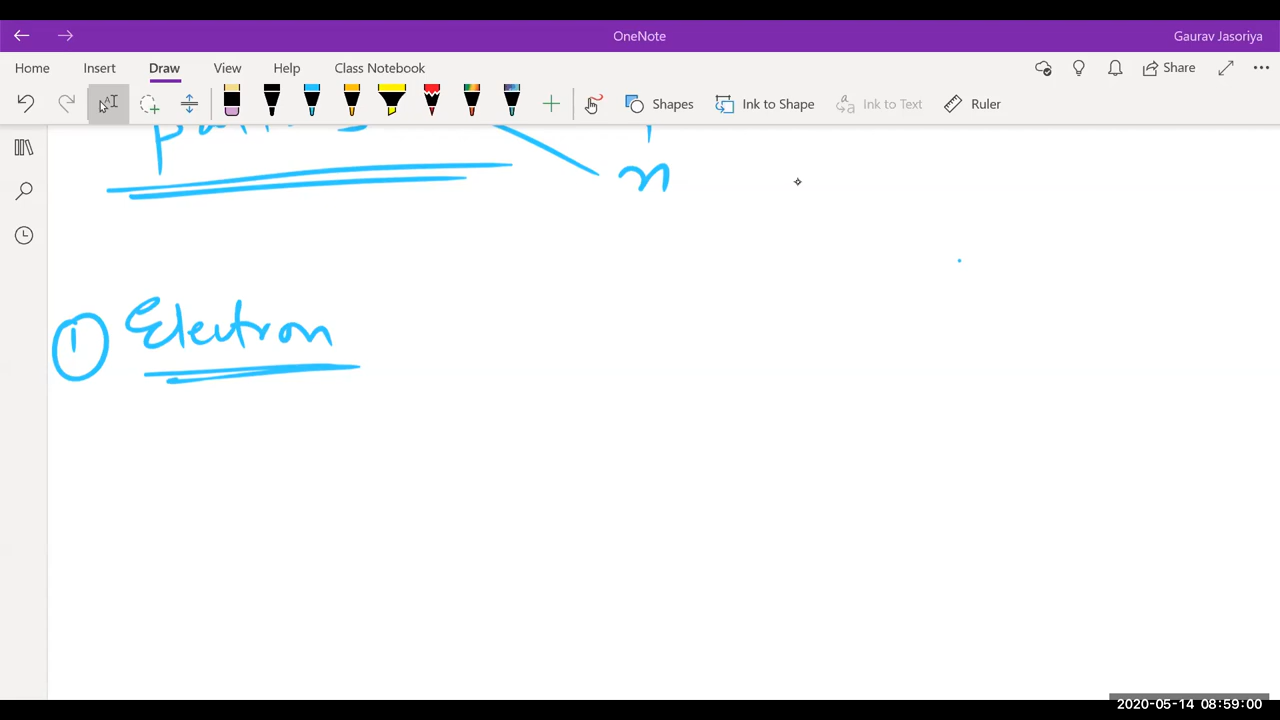 OneNote
Gaurav Jasoriya
Home Insert Draw View Help Class Notebook Share
Shapes Ink to Shape Ink to Text Ruler
n
① Electron
2020-05-14 08:59:00